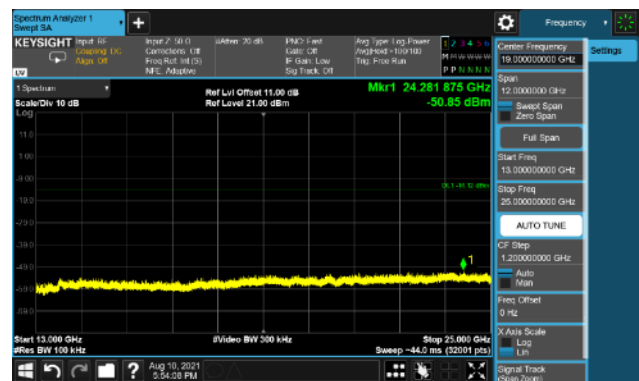 Spectrum Analyzer 1
Swept SA
Frequency
KEYSIGHT
Input: RF
Coupling: DC
Align: Off
Input Z: 50 Ω
Corrections: Off
Freq Ref: Int (S)
NFE: Adaptive
#Atten: 20 dB
PNO: Fast
Gate: Off
IF Gain: Low
Sig Track: Off
Avg Type: Log-Power
Avg|Hold: >100/100
Trig: Free Run
1 2 3 4 5 6
M W W W W W
P P N N N N
LW
Center Frequency
19.000000000 GHz
Settings
Span
12.0000000 GHz
Swept Span
Zero Span
Full Span
Start Freq
13.000000000 GHz
Stop Freq
25.000000000 GHz
AUTO TUNE
CF Step
1.200000000 GHz
Auto
Man
Freq Offset
0 Hz
X Axis Scale
Log
Lin
Signal Track
(Span Zoom)
1 Spectrum
Scale/Div 10 dB
Log
Ref Lvl Offset 11.00 dB
Ref Level 21.00 dBm
Mkr1 24.281 875 GHz
-50.85 dBm
11.0
1.00
-9.00
-19.0
-29.0
-39.0
-49.0
-59.0
-69.0
1
Start 13.000 GHz
#Res BW 100 kHz
#Video BW 300 kHz
Stop 25.000 GHz
Sweep ~44.0 ms (32001 pts)
?
Aug 10, 2021
5:54:08 PM